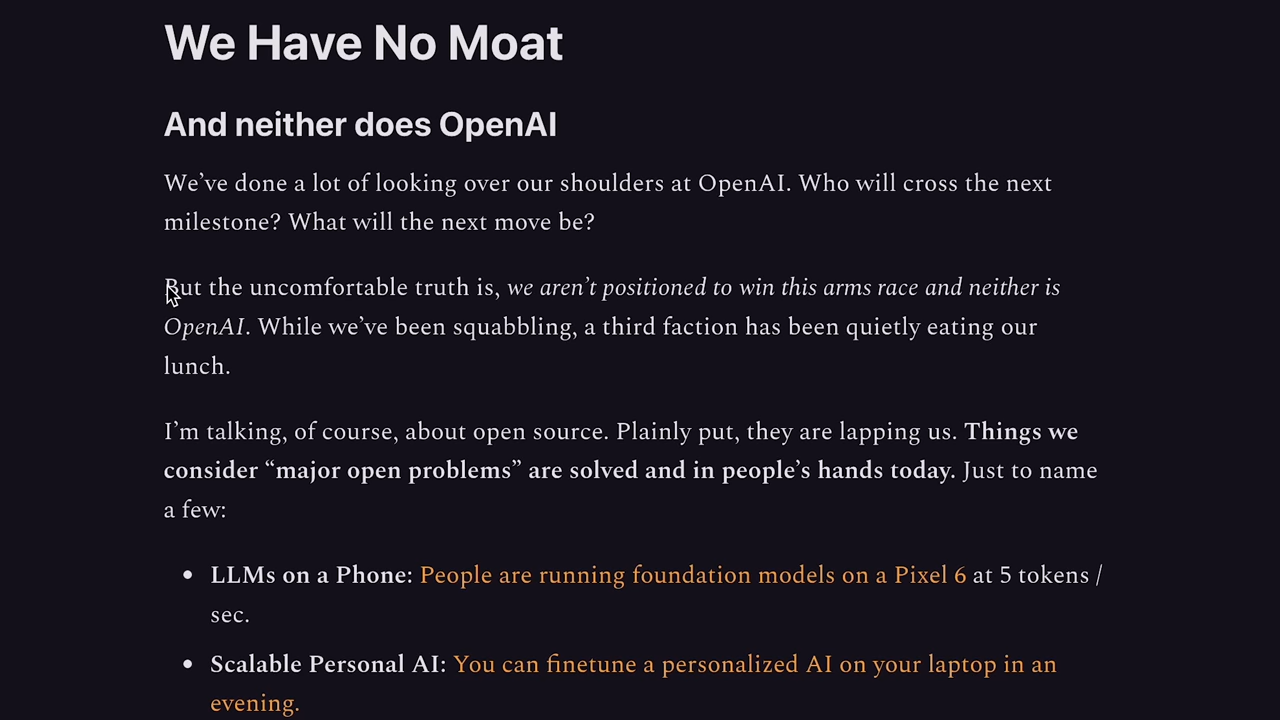 We Have No Moat
And neither does OpenAI
We’ve done a lot of looking over our shoulders at OpenAI. Who will cross the next
milestone? What will the next move be?
But the uncomfortable truth is, we aren’t positioned to win this arms race and neither is
OpenAI. While we’ve been squabbling, a third faction has been quietly eating our
lunch.
I’m talking, of course, about open source. Plainly put, they are lapping us. Things we
consider “major open problems” are solved and in people’s hands today. Just to name
a few:
• LLMs on a Phone: People are running foundation models on a Pixel 6 at 5 tokens /
sec.
• Scalable Personal AI: You can finetune a personalized AI on your laptop in an
evening.